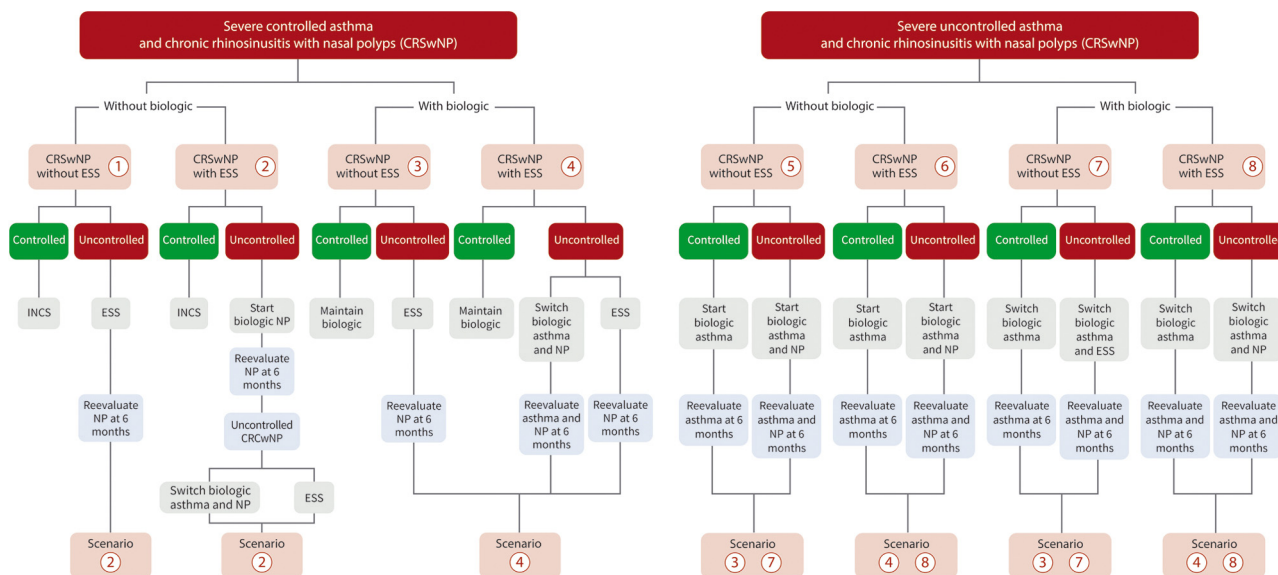 Severe controlled asthma
and chronic rhinosinusitis with nasal polyps (CRSwNP)
Without biologic
With biologic
CRSwNP
without ESS
1
CRSwNP
with ESS
2
CRSwNP
without ESS
3
CRSwNP
with ESS
4
Controlled
Uncontrolled
Controlled
Uncontrolled
Controlled
Uncontrolled
Controlled
Uncontrolled
INCS
ESS
INCS
Start
biologic NP
Maintain
biologic
ESS
Maintain
biologic
Switch
biologic
asthma
and NP
ESS
Reevaluate
NP at 6
months
Reevaluate
NP at 6
months
Uncontrolled
CRCwNP
Reevaluate
NP at 6
months
Reevaluate
asthma and
NP at 6
months
Reevaluate
NP at 6
months
Switch biologic
asthma and NP
ESS
Scenario
2
Scenario
2
Scenario
4
Severe uncontrolled asthma
and chronic rhinosinusitis with nasal polyps (CRSwNP)
Without biologic
With biologic
CRSwNP
without ESS
5
CRSwNP
with ESS
6
CRSwNP
without ESS
7
CRSwNP
with ESS
8
Controlled
Uncontrolled
Controlled
Uncontrolled
Controlled
Uncontrolled
Controlled
Uncontrolled
Start
biologic
asthma
Start
biologic
asthma
and NP
Start
biologic
asthma
Start
biologic
asthma
and NP
Switch
biologic
asthma
Switch
biologic
asthma
and ESS
Switch
biologic
asthma
Switch
biologic
asthma
and NP
Reevaluate
asthma at 6
months
Reevaluate
asthma and
NP at 6
months
Reevaluate
asthma at 6
months
Reevaluate
asthma and
NP at 6
months
Reevaluate
asthma at 6
months
Reevaluate
asthma and
NP at 6
months
Reevaluate
asthma and
NP at 6
months
Reevaluate
asthma and
NP at 6
months
Scenario
3 7
Scenario
4 8
Scenario
3 7
Scenario
4 8